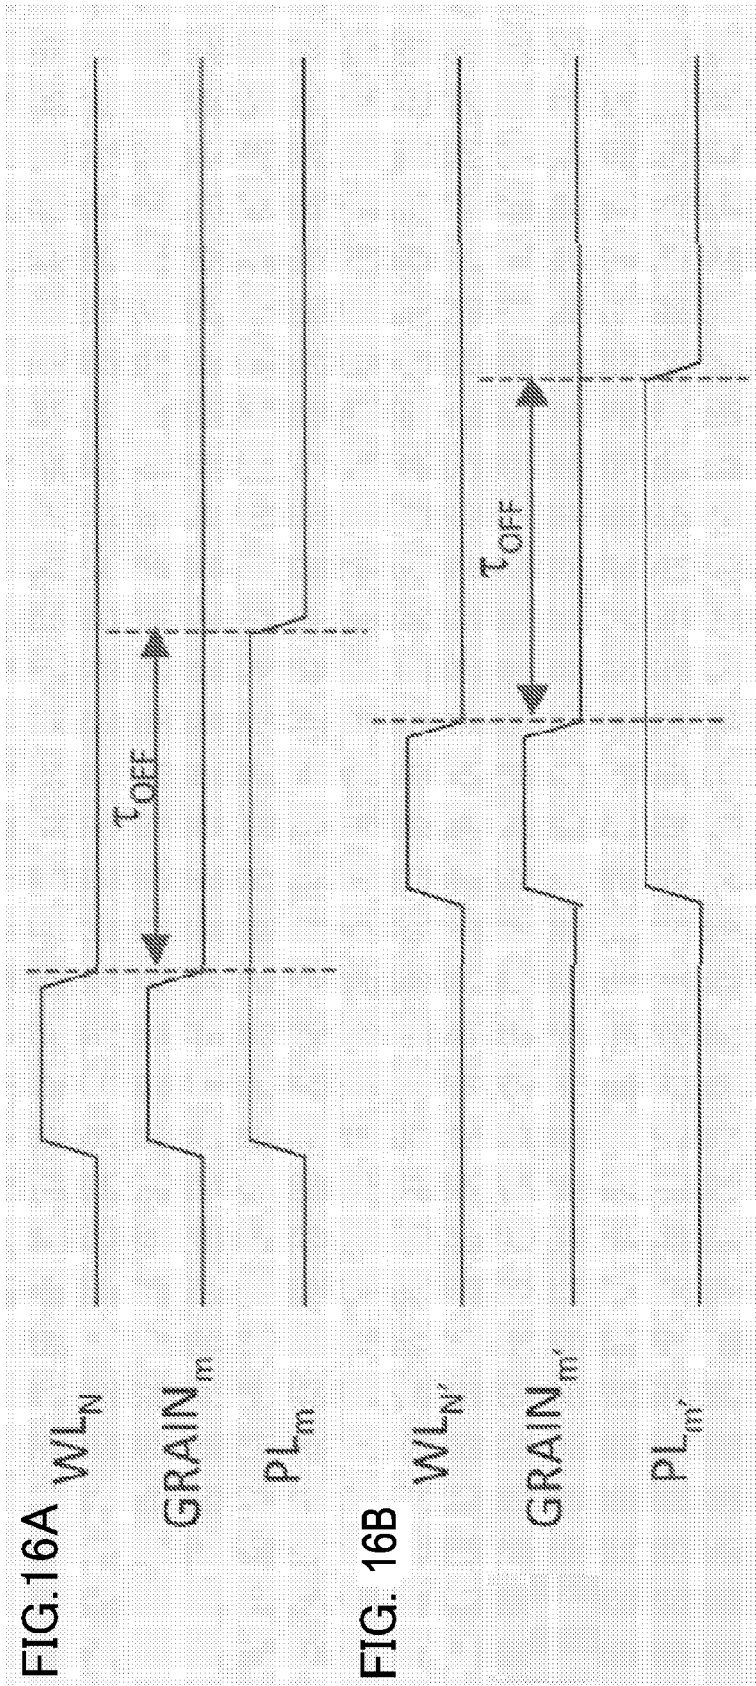 FIG.16A
WL_N
GRAIN_m
PL_m
τ_OFF
FIG. 16B
WL_N′
GRAIN_m′
PL_m′
τ_OFF